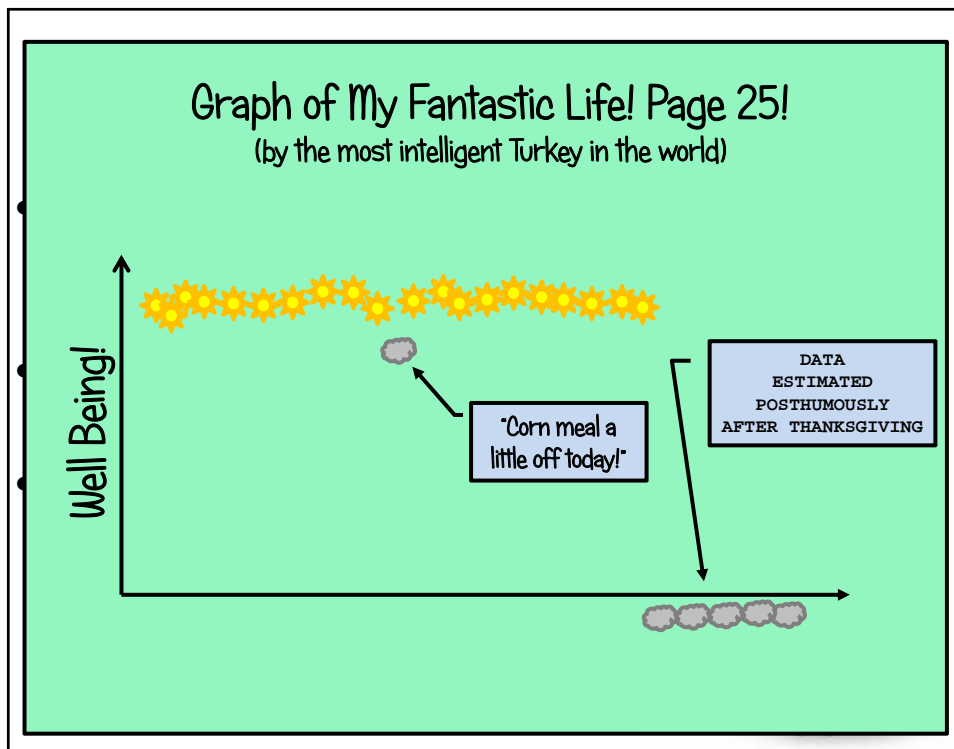 Graph of My Fantastic Life! Page 25!
(by the most intelligent Turkey in the world)
Well Being!
"Corn meal a
little off today!"
DATA
ESTIMATED
POSTHUMOUSLY
AFTER THANKSGIVING